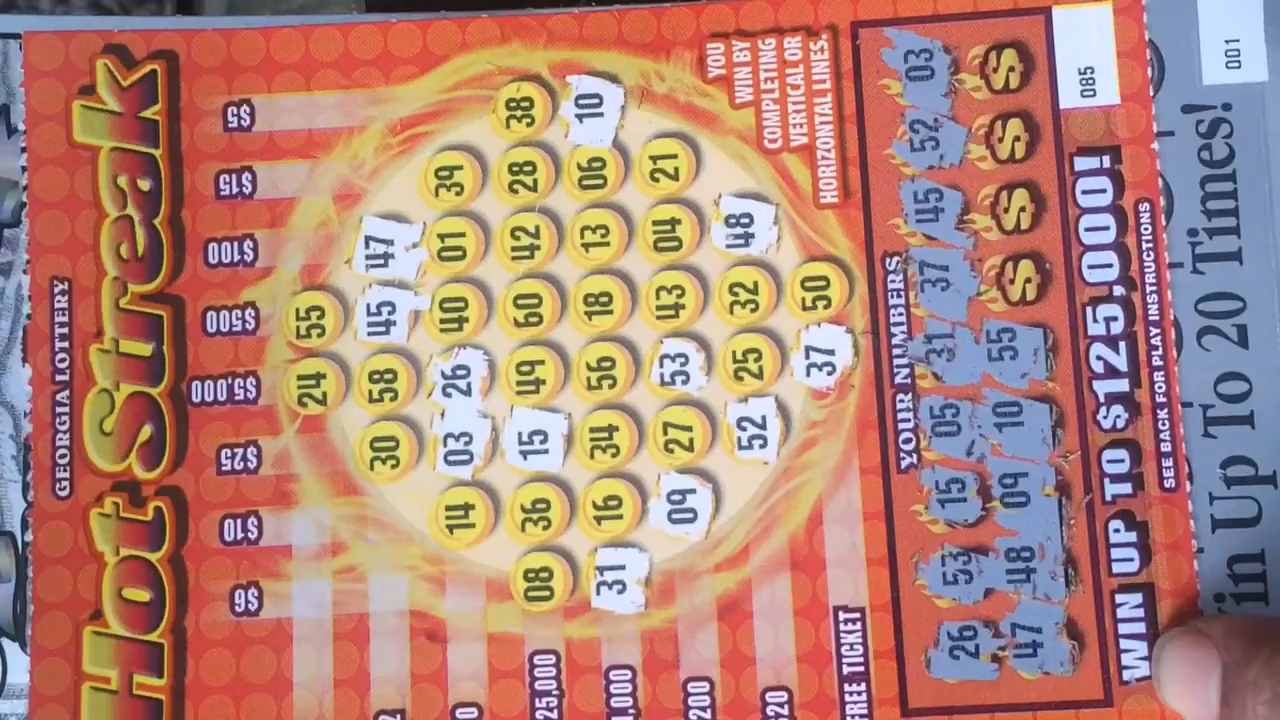 GEORGIA LOTTERY
Hot Streak
$6 $10 $25 $5,000 $500 $100 $15 $5
24 55
30 58 45 47
14 03 26 40 01 39
25,000 08 36 15 49 60 42 28 38
,000 31 16 34 56 18 13 06 10
200 09 27 53 43 04 21
$20 52 25 32 48
FREE TICKET 37 50
YOU
WIN BY
COMPLETING
VERTICAL OR
HORIZONTAL LINES.
YOUR NUMBERS
26 53 15 05 31 37 45 52 03
47 48 09 10 55 $ $ $ $
WIN UP TO $125,000!
085
SEE BACK FOR PLAY INSTRUCTIONS
in Up To 20 Times!
001